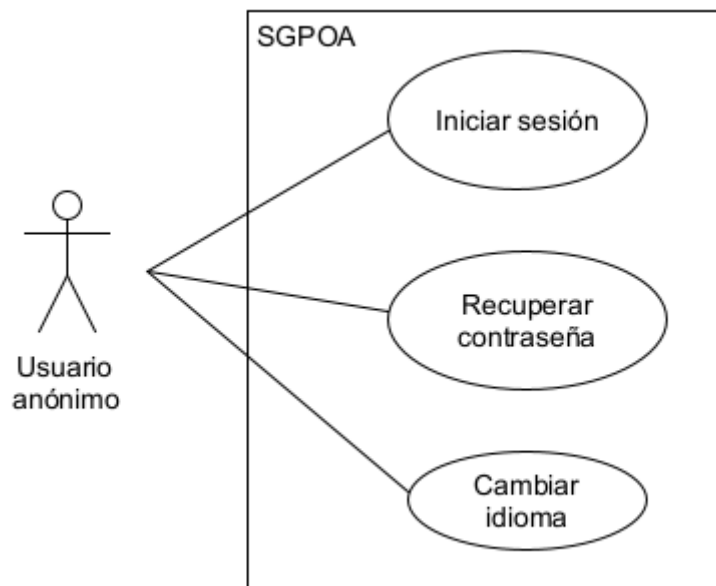 SGPOA
Iniciar sesión
Recuperar
contraseña
Usuario
anónimo
Cambiar
idioma